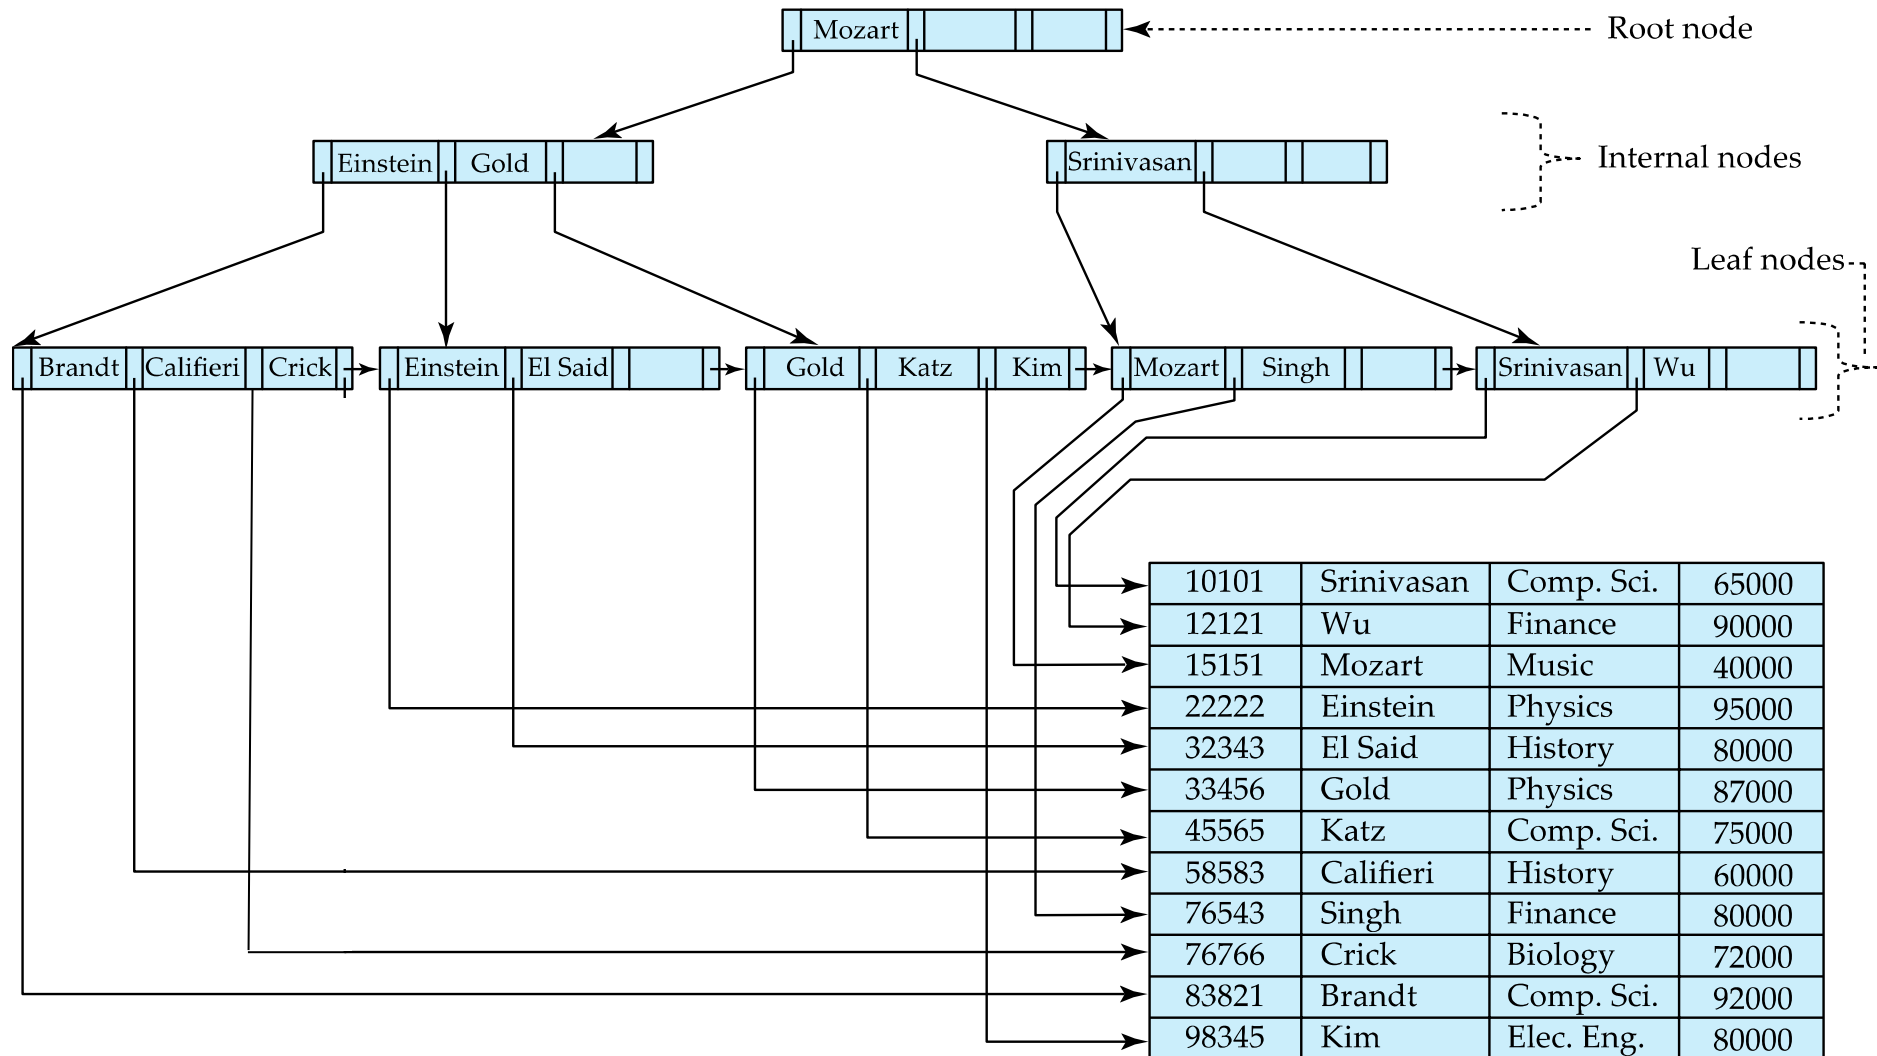 Mozart
Root node
Einstein Gold
Srinivasan
Internal nodes
Leaf nodes
Brandt Califieri Crick
Einstein El Said
Gold Katz Kim
Mozart Singh
Srinivasan Wu
10101 Srinivasan Comp. Sci. 65000
12121 Wu Finance 90000
15151 Mozart Music 40000
22222 Einstein Physics 95000
32343 El Said History 80000
33456 Gold Physics 87000
45565 Katz Comp. Sci. 75000
58583 Califieri History 60000
76543 Singh Finance 80000
76766 Crick Biology 72000
83821 Brandt Comp. Sci. 92000
98345 Kim Elec. Eng. 80000